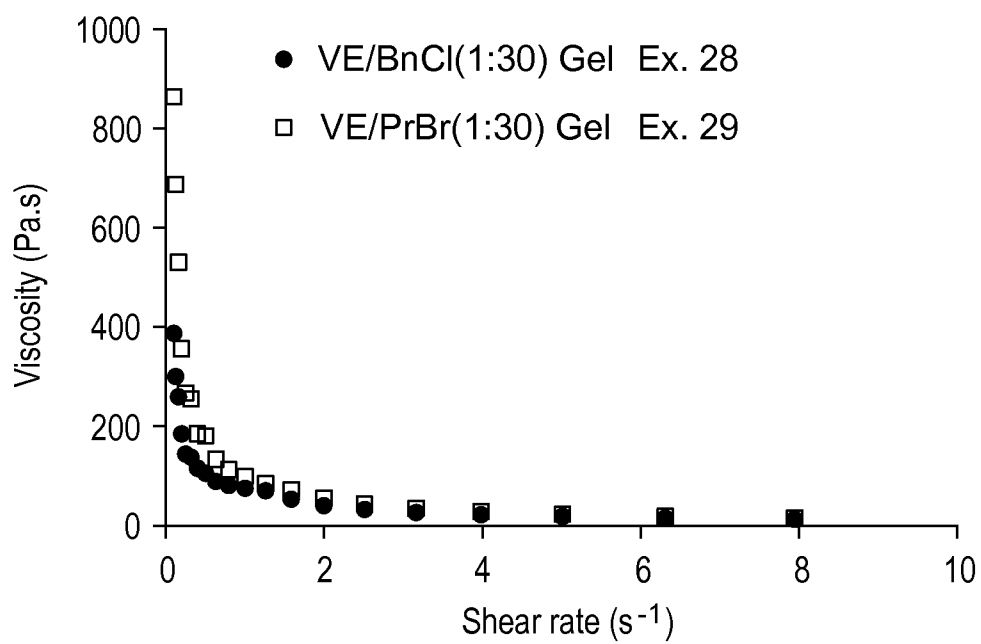 1000
VE/BnCl(1:30) Gel Ex. 28
VE/PrBr(1:30) Gel Ex. 29
800
600
400
200
0
Viscosity (Pa.s)
0 2 4 6 8 10
Shear rate (s⁻¹)